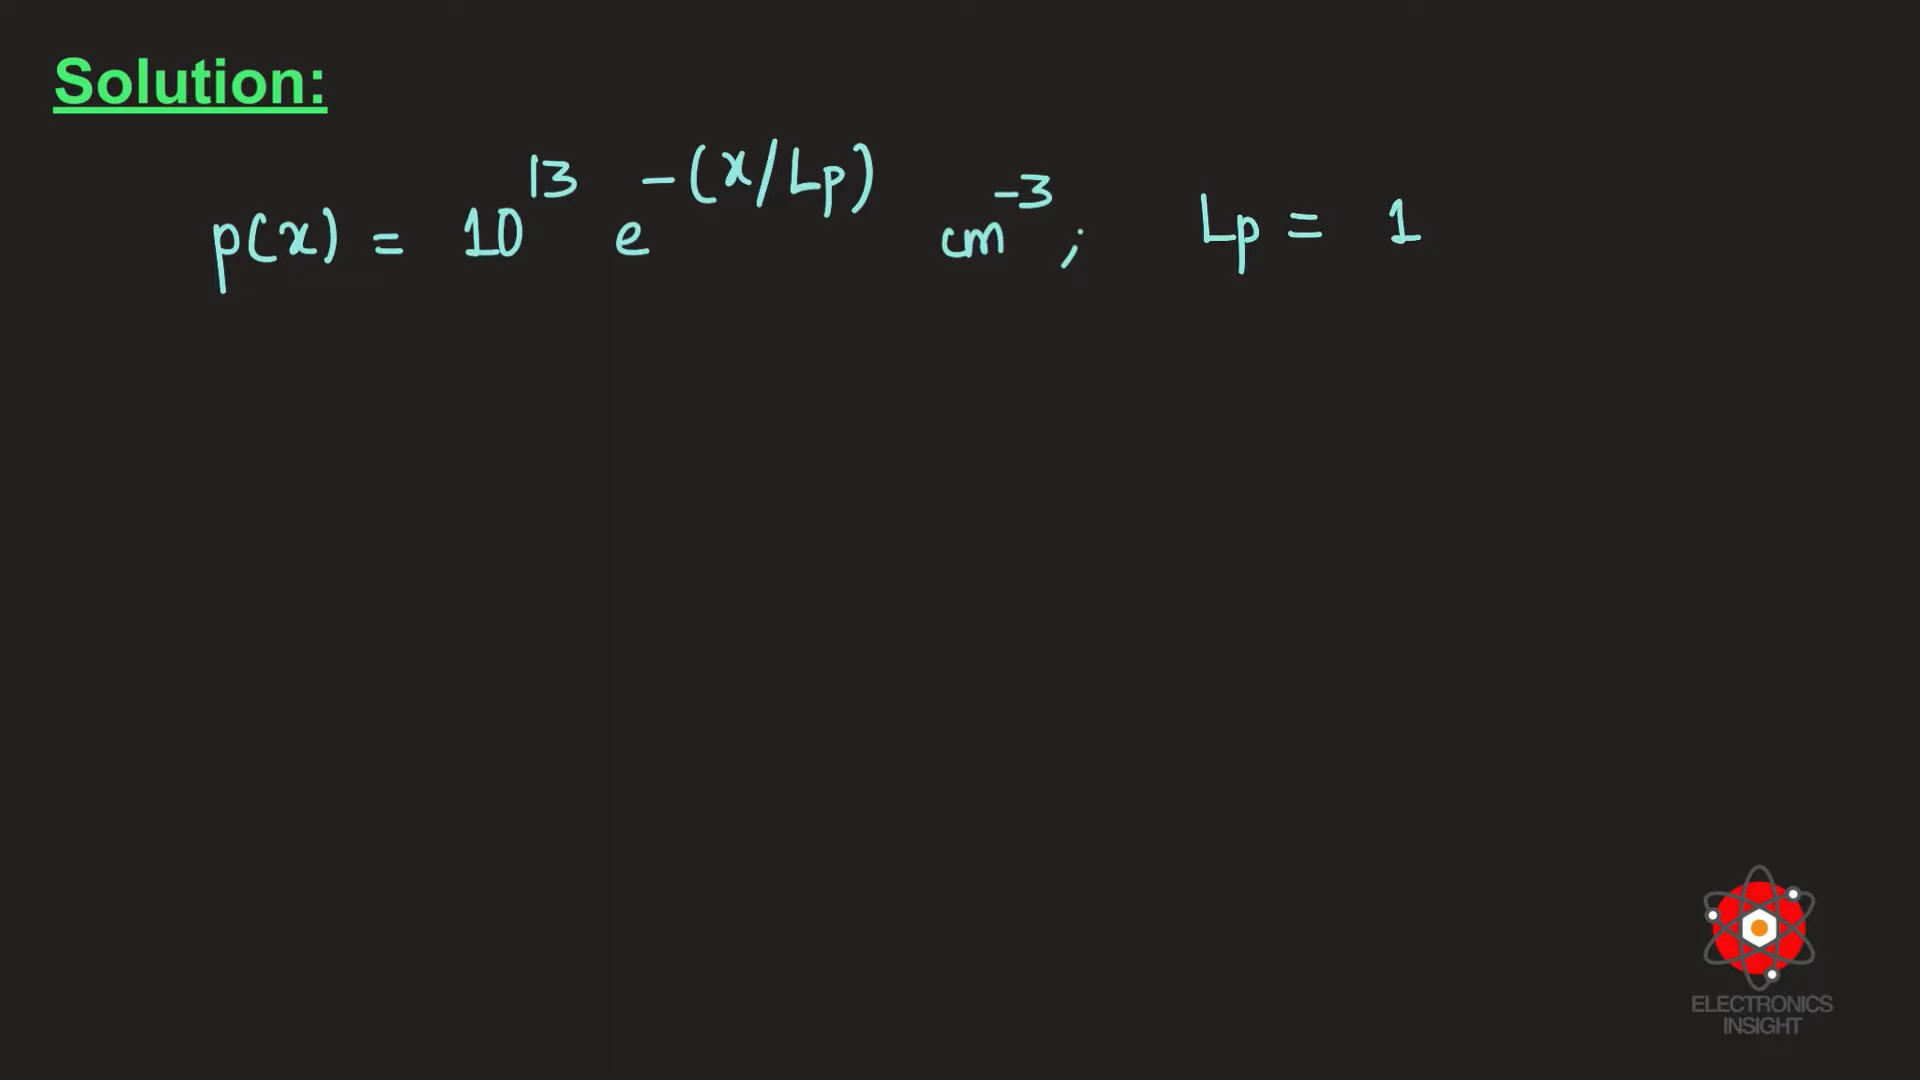 Solution:
p(x) = 10^13 e^-(x/Lp) cm^-3; Lp = 1
ELECTRONICS
INSIGHT